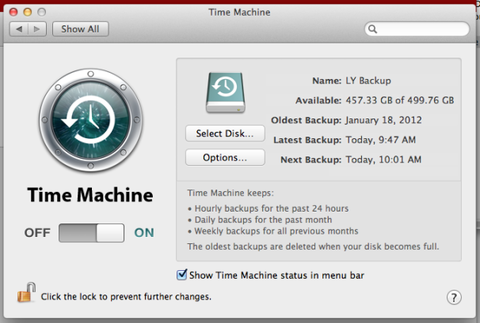 Time Machine
Show All
Name: LY Backup
Available: 457.33 GB of 499.76 GB
Oldest Backup: January 18, 2012
Latest Backup: Today, 9:47 AM
Next Backup: Today, 10:01 AM
Select Disk...
Options...
Time Machine
OFF ON
Time Machine keeps:
• Hourly backups for the past 24 hours
• Daily backups for the past month
• Weekly backups for all previous months
The oldest backups are deleted when your disk becomes full.
Show Time Machine status in menu bar
Click the lock to prevent further changes.
?